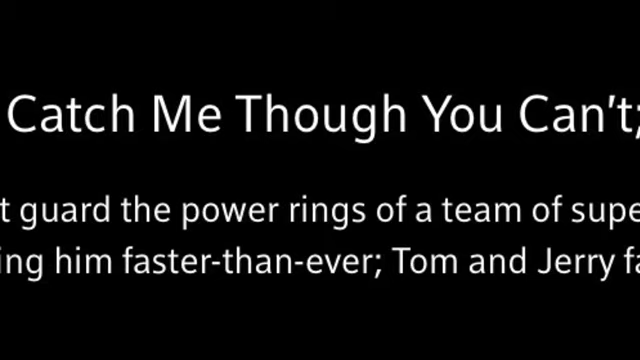 Catch Me Though You Can't;
t guard the power rings of a team of supe
ing him faster-than-ever; Tom and Jerry fa